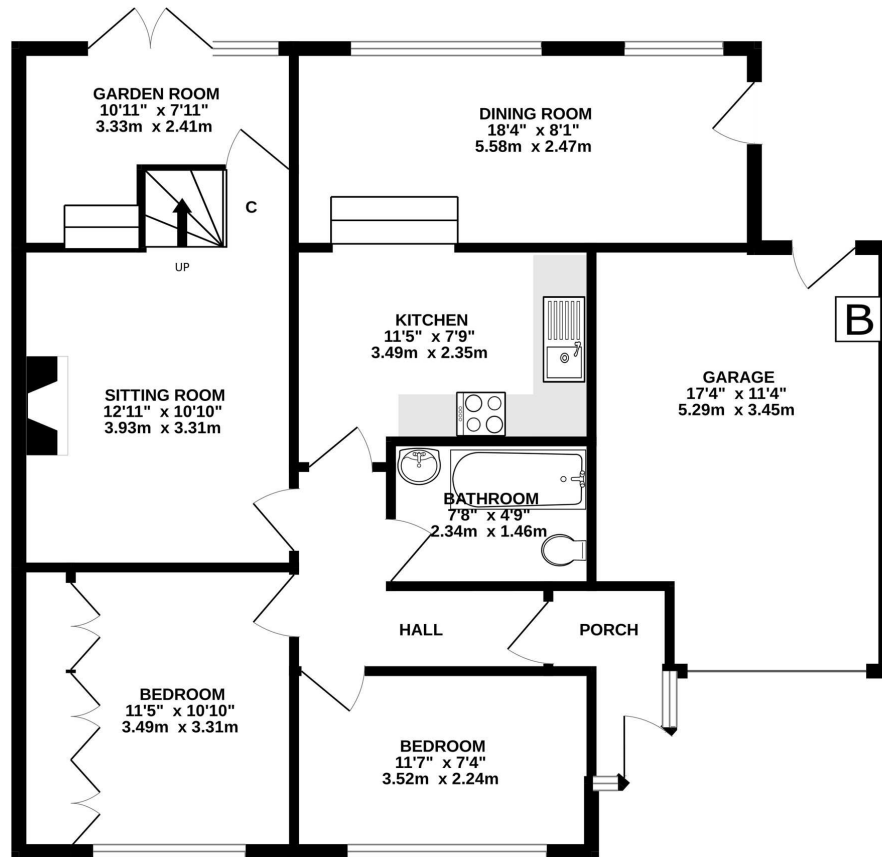 GARDEN ROOM
10'11" x 7'11"
3.33m x 2.41m
DINING ROOM
18'4" x 8'1"
5.58m x 2.47m
C
UP
KITCHEN
11'5" x 7'9"
3.49m x 2.35m
B
SITTING ROOM
12'11" x 10'10"
3.93m x 3.31m
GARAGE
17'4" x 11'4"
5.29m x 3.45m
BATHROOM
7'8" x 4'9"
2.34m x 1.46m
HALL
PORCH
BEDROOM
11'5" x 10'10"
3.49m x 3.31m
BEDROOM
11'7" x 7'4"
3.52m x 2.24m